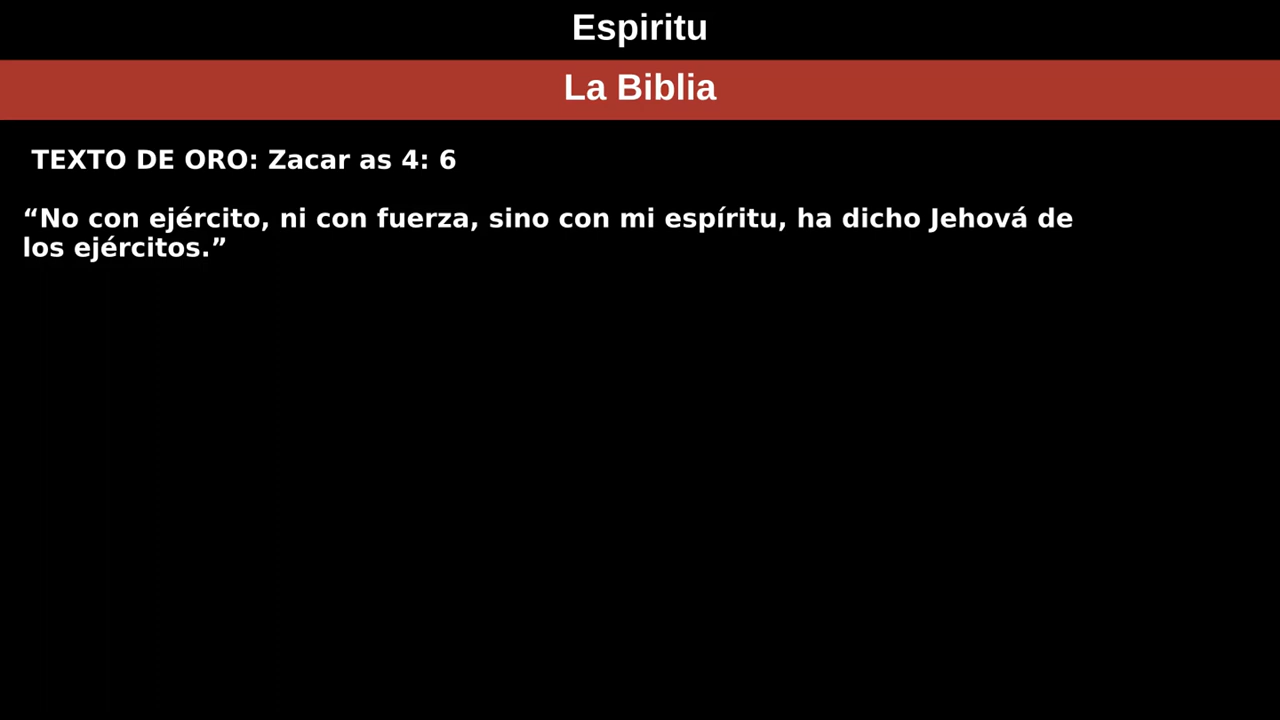 Espiritu
La Biblia
TEXTO DE ORO: Zacar as 4: 6
“No con ejército, ni con fuerza, sino con mi espíritu, ha dicho Jehová de
los ejércitos.”